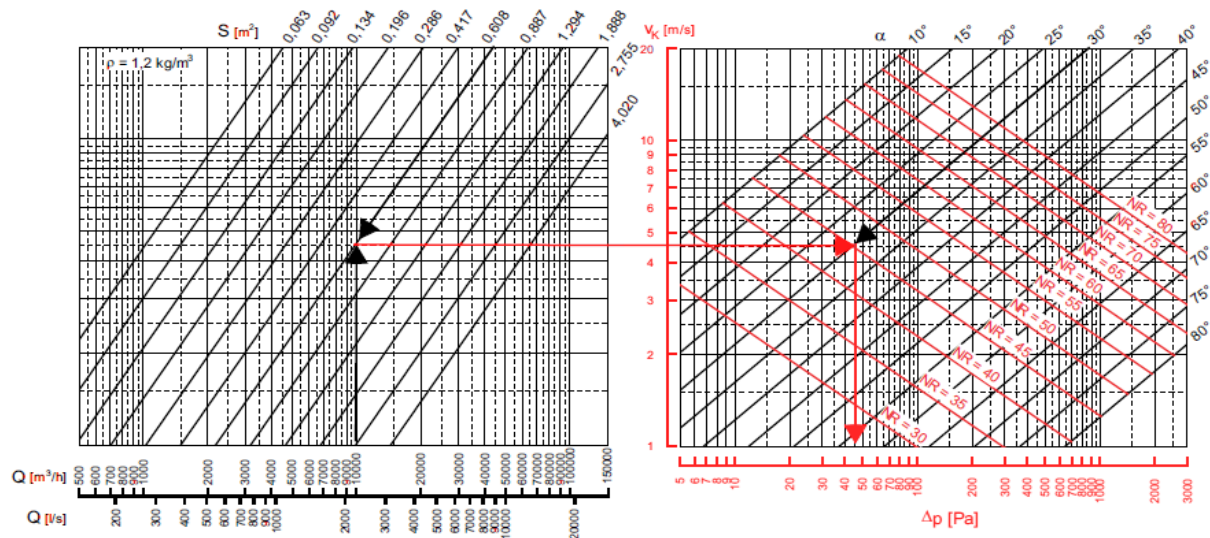 S [m²] 0,063 0,092 0,134 0,196 0,286 0,417 0,608 0,887 1,294 1,888 2,755 4,020
ρ = 1,2 kg/m³
Q [m³/h] 500 600 700 800 900 1000 2000 3000 4000 5000 6000 7000 8000 9000 10000 20000 30000 40000 50000 60000 70000 80000 90000 100000 150000
Q [l/s] 200 300 400 500 600 700 800 900 1000 2000 3000 4000 5000 6000 7000 8000 9000 10000 20000
v K [m/s] 20 10 9 8 7 6 5 4 3 2 1
α 10° 15° 20° 25° 30° 35° 40° 45° 50° 55° 60° 65° 70° 75° 80°
NR = 80
NR = 75
NR = 70
NR = 65
NR = 60
NR = 55
NR = 50
NR = 45
NR = 40
NR = 35
NR = 30
5 6 7 8 10 20 30 40 50 60 70 80 100 200 300 400 500 600 700 800 1000 2000 3000
Δp [Pa]